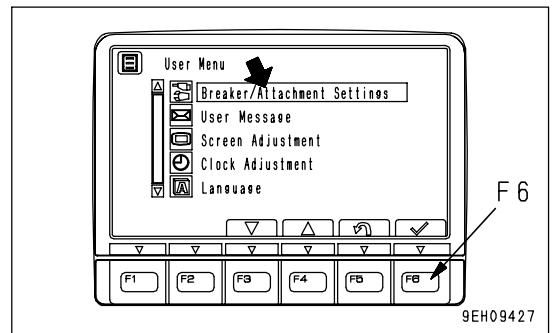 User Menu
Breaker/Attachment Settings
User Message
Screen Adjustment
Clock Adjustment
A Language
F6
F1 F2 F3 F4 F5 F6
9EH09427